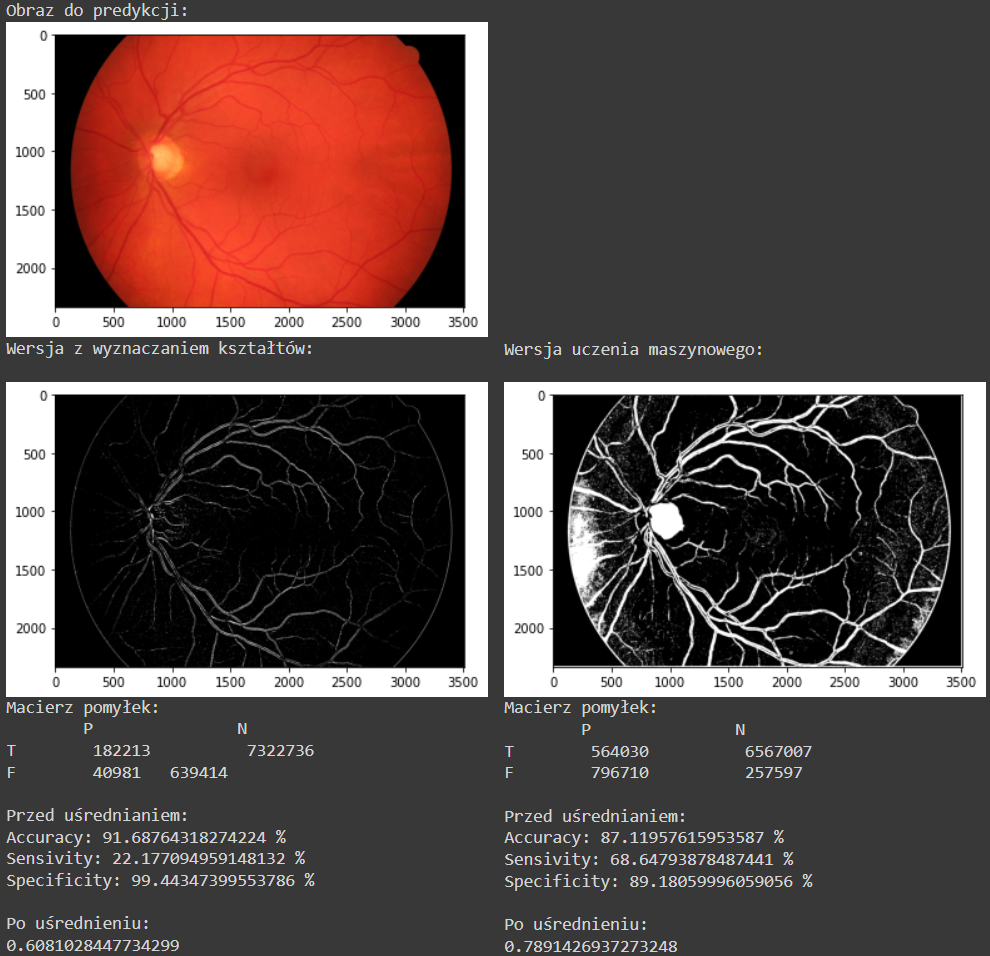 Obraz do predykcji:
0
500
1000
1500
2000
0 500 1000 1500 2000 2500 3000 3500
Wersja z wyznaczaniem kształtów:
0
500
1000
1500
2000
0 500 1000 1500 2000 2500 3000 3500
Macierz pomyłek:
P N
T 182213 7322736
F 40981 639414
Przed uśrednianiem:
Accuracy: 91.68764318274224 %
Sensivity: 22.177094959148132 %
Specificity: 99.44347399553786 %
Po uśrednieniu:
0.6081028447734299
Wersja uczenia maszynowego:
0
500
1000
1500
2000
0 500 1000 1500 2000 2500 3000 3500
Macierz pomyłek:
P N
T 564030 6567007
F 796710 257597
Przed uśrednianiem:
Accuracy: 87.11957615953587 %
Sensivity: 68.64793878487441 %
Specificity: 89.18059996059056 %
Po uśrednieniu:
0.7891426937273248